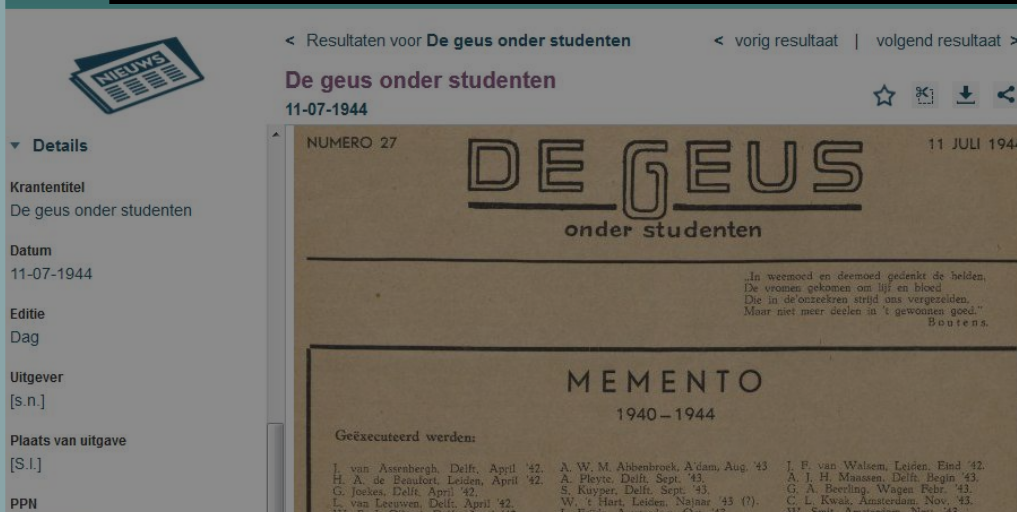 NIEUWS
< Resultaten voor De geus onder studenten
< vorig resultaat | volgend resultaat >
De geus onder studenten
11-07-1944
▼ Details
Krantentitel
De geus onder studenten
Datum
11-07-1944
Editie
Dag
Uitgever
[s.n.]
Plaats van uitgave
[S.l.]
PPN
NUMERO 27
11 JULI 194
DE GEUS
onder studenten
„In weemoed en deemoed gedenkt de helden,
De vromen gekomen om lijf en bloed
Die in de'onzeekren strijd ons vergezelden,
Maar niet meer deelen in 't gewonnen goed."
Boutens.
MEMENTO
1940–1944
Geëxecuteerd werden:
J. van Assenbergh, Delft, April '42.
H. A. de Beaufort, Leiden, April '42.
G. Joekes, Delft, April '42.
L. van Leeuwen, Delft, April '42.
A. W. M. Abbenbroek, A'dam, Aug. '43
A. Pleyte, Delft, Sept. '43.
S. Kuyper, Delft, Sept. '43.
W. 't Hart, Leiden, Najaar '43 (?).
J. F. van Walsem, Leiden, Eind '42.
A. J. H. Maassen, Delft, Begin '43.
G. A. Beerling, Wagen Febr. '43.
C. L. Kwak, Amsterdam, Nov. '43.